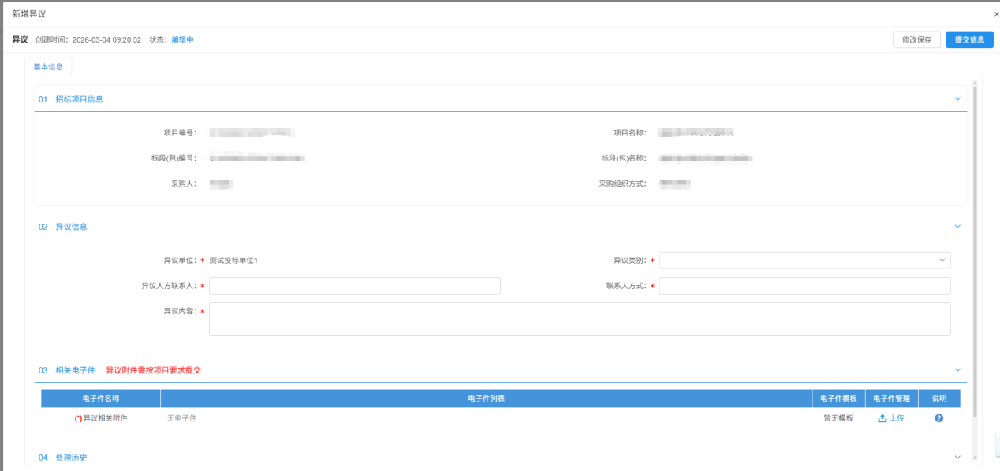 新增异议 ×
异议 创建时间：2026-03-04 09:20:52 状态：编辑中 修改保存 提交信息
基本信息
01 招标项目信息
项目编号： 项目名称：
标段(包)编号： 标段(包)名称：
采购人： 采购组织方式：
02 异议信息
异议单位：* 测试投标单位1 异议类别：*
异议人方联系人：* 联系人方式：*
异议内容：*
03 相关电子件 异议附件需按项目要求提交
电子件名称 电子件列表 电子件模板 电子件管理 说明
(*)异议相关附件 无电子件 暂无模板 上传 ?
04 处理历史